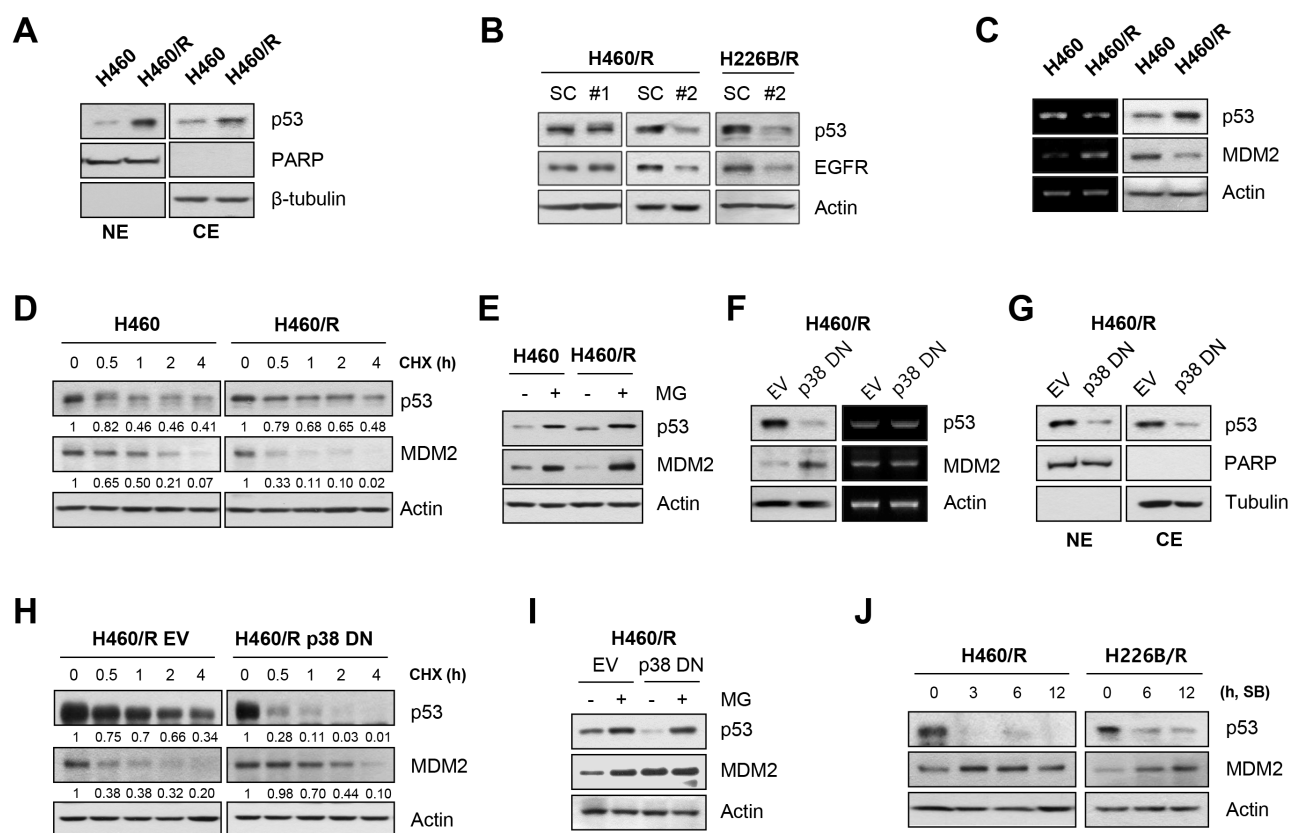 A
H460 H460/R H460 H460/R
p53
PARP
β-tubulin
NE CE
B
H460/R H226B/R
SC #1 SC #2 SC #2
p53
EGFR
Actin
C
H460 H460/R H460 H460/R
p53
MDM2
Actin
D
H460 H460/R
0 0.5 1 2 4 0 0.5 1 2 4 CHX (h)
p53
1 0.82 0.46 0.46 0.41 1 0.79 0.68 0.65 0.48
MDM2
1 0.65 0.50 0.21 0.07 1 0.33 0.11 0.10 0.02
Actin
E
H460 H460/R
- + - + MG
p53
MDM2
Actin
F
H460/R
EV p38 DN EV p38 DN
p53
MDM2
Actin
G
H460/R
EV p38 DN EV p38 DN
p53
PARP
Tubulin
NE CE
H
H460/R EV H460/R p38 DN
0 0.5 1 2 4 0 0.5 1 2 4 CHX (h)
p53
1 0.75 0.7 0.66 0.34 1 0.28 0.11 0.03 0.01
MDM2
1 0.38 0.38 0.32 0.20 1 0.98 0.70 0.44 0.10
Actin
I
H460/R
EV p38 DN
- + - + MG
p53
MDM2
Actin
J
H460/R H226B/R
0 3 6 12 0 6 12 (h, SB)
p53
MDM2
Actin